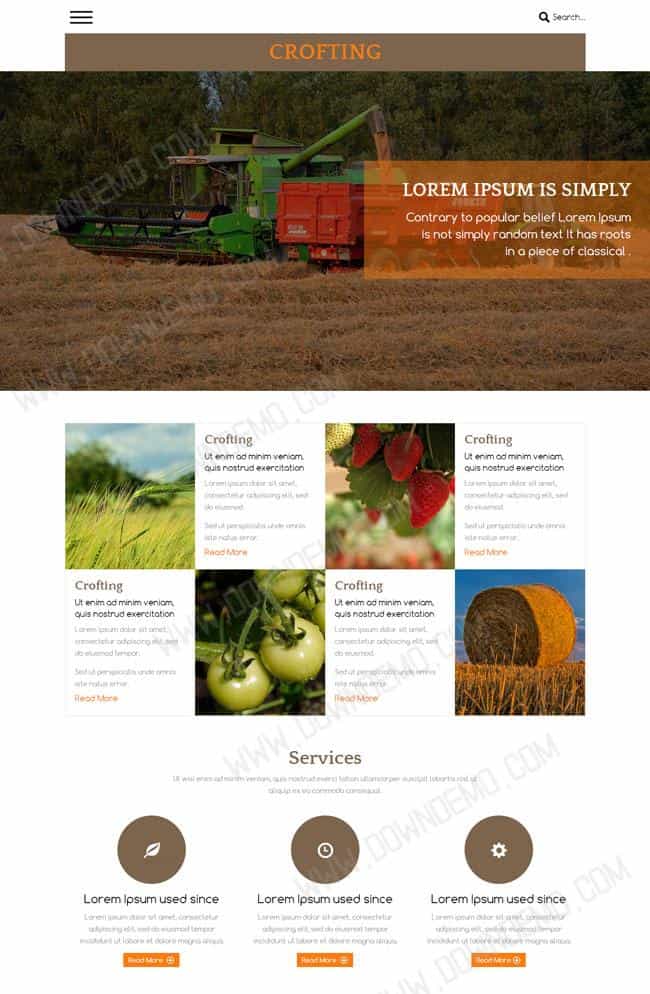 Search...
CROFTING
LOREM IPSUM IS SIMPLY
Contrary to popular belief Lorem Ipsum
is not simply random text It has roots
in a piece of classical .
Crofting
Ut enim ad minim veniam,
quis nostrud exercitation
Lorem ipsum dolor sit amet,
consectetur adipiscing elit, sed
do eiusmod.
Sed ut perspiciatis unde omnis
iste natus error.
Read More
Crofting
Ut enim ad minim veniam,
quis nostrud exercitation
Lorem ipsum dolor sit amet,
consectetur adipiscing elit, sed
do eiusmod.
Sed ut perspiciatis unde omnis
iste natus error.
Read More
Crofting
Ut enim ad minim veniam,
quis nostrud exercitation
Lorem ipsum dolor sit amet,
consectetur adipiscing elit, sed
do eiusmod tempor.
Sed ut perspiciatis unde omnis
iste natus error.
Read More
Crofting
Ut enim ad minim veniam,
quis nostrud exercitation
Lorem ipsum dolor sit amet,
consectetur adipiscing elit, sed
do eiusmod.
Sed ut perspiciatis unde omnis
iste natus error.
Read More
Services
Ut wisi enim ad minim veniam, quis nostrud exerci tation ullamcorper suscipit lobortis nisl ut
aliquip ex ea commodo consequat.
Lorem Ipsum used since
Lorem ipsum dolor sit amet, consectetur
adipiscing elit, sed do eiusmod tempor
incididunt ut labore et dolore magna aliqua.
Read More
Lorem Ipsum used since
Lorem ipsum dolor sit amet, consectetur
adipiscing elit, sed do eiusmod tempor
incididunt ut labore et dolore magna aliqua.
Read More
Lorem Ipsum used since
Lorem ipsum dolor sit amet, consectetur
adipiscing elit, sed do eiusmod tempor
incididunt ut labore et dolore magna aliqua.
Read More
WWW.DOWNDEMO.COM